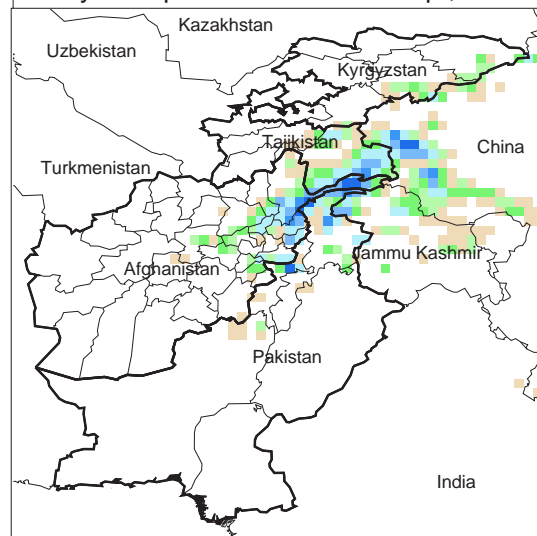 Kazakhstan
Uzbekistan
Kyrgyzstan
Tajikistan
China
Turkmenistan
Jammu Kashmir
Afghanistan
Pakistan
India